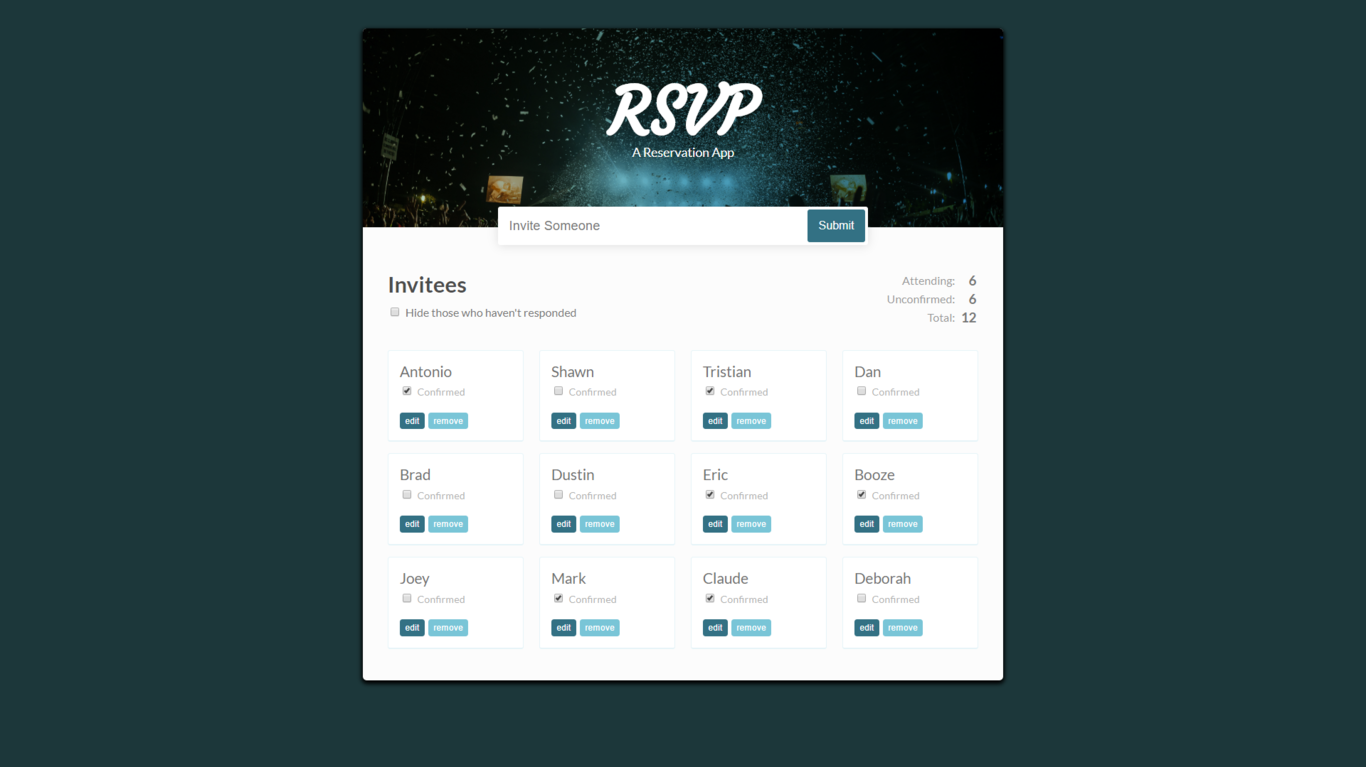 RSVP
A Reservation App
Invite Someone Submit
Invitees
Hide those who haven't responded
Attending: 6
Unconfirmed: 6
Total: 12
Antonio Shawn Tristian Dan
Confirmed Confirmed Confirmed Confirmed
edit remove edit remove edit remove edit remove
Brad Dustin Eric Booze
Confirmed Confirmed Confirmed Confirmed
edit remove edit remove edit remove edit remove
Joey Mark Claude Deborah
Confirmed Confirmed Confirmed Confirmed
edit remove edit remove edit remove edit remove